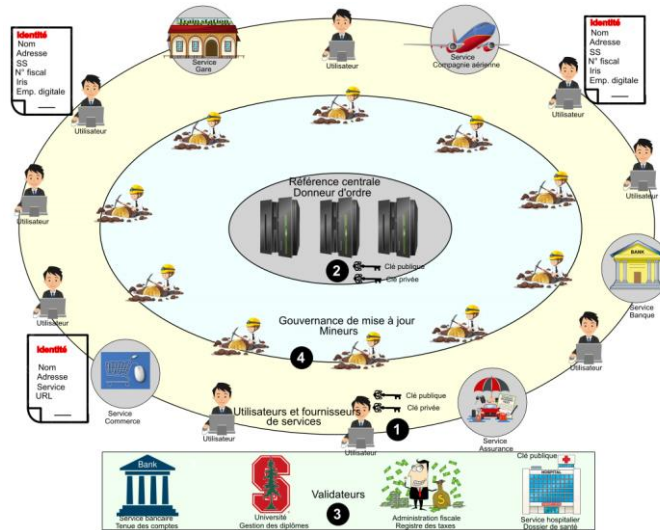 Identité
Nom
Adresse
SS
N° fiscal
Iris
Emp. digitale
Train station
Service
Gare
Utilisateur
Service
Compagnie aérienne
Identité
Nom
Adresse
SS
N° fiscal
Iris
Emp. digitale
Utilisateur
Utilisateur
Utilisateur
Utilisateur
Référence centrale
Donneur d'ordre
2
Clé publique
Clé privée
BANK
Service
Banque
Utilisateur
Gouvernance de mise à jour
Mineurs
4
Identité
Nom
Adresse
Service
URL
Service
Commerce
Utilisateur
Clé publique
Clé privée
Utilisateurs et fournisseurs
de services
1
Utilisateur
Utilisateur
Service
Assurance
Bank
Service bancaire
Tenue des comptes
S
Université
Gestion des diplômes
Validateurs
3
$
Administration fiscale
Registre des taxes
Clé publique
HOSPITAL
Service hospitalier
Dossier de santé